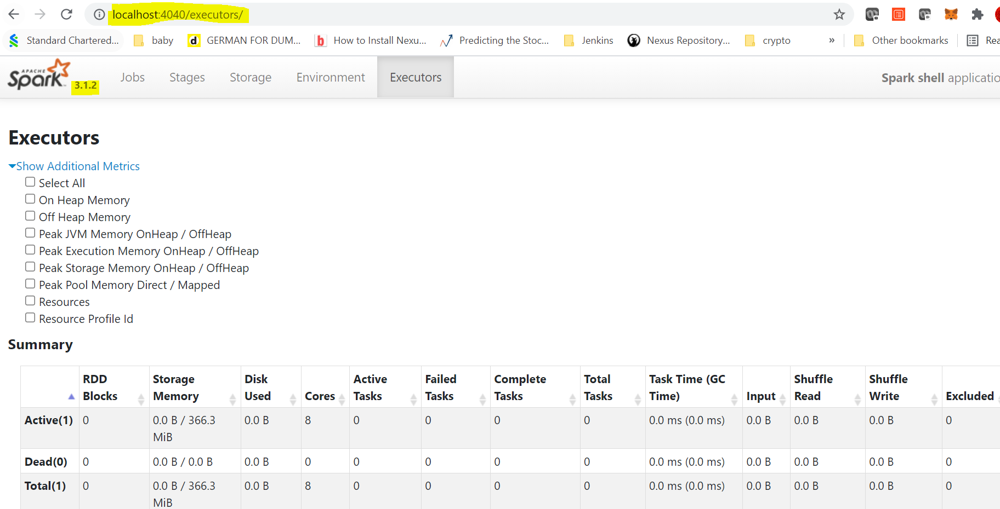 localhost:4040/executors/
Standard Chartered... baby d GERMAN FOR DUM... b How to Install Nexu... Predicting the Stoc... Jenkins Nexus Repository... crypto » Other bookmarks Rea
APACHE
Spark 3.1.2 Jobs Stages Storage Environment Executors Spark shell applicatio
Executors
Show Additional Metrics
Select All
On Heap Memory
Off Heap Memory
Peak JVM Memory OnHeap / OffHeap
Peak Execution Memory OnHeap / OffHeap
Peak Storage Memory OnHeap / OffHeap
Peak Pool Memory Direct / Mapped
Resources
Resource Profile Id
Summary
RDD Blocks Storage Memory Disk Used Cores Active Tasks Failed Tasks Complete Tasks Total Tasks Task Time (GC Time) Input Shuffle Read Shuffle Write Excluded
Active(1) 0 0.0 B / 366.3 MiB 0.0 B 8 0 0 0 0 0.0 ms (0.0 ms) 0.0 B 0.0 B 0.0 B 0
Dead(0) 0 0.0 B / 0.0 B 0.0 B 0 0 0 0 0 0.0 ms (0.0 ms) 0.0 B 0.0 B 0.0 B 0
Total(1) 0 0.0 B / 366.3 MiB 0.0 B 8 0 0 0 0 0.0 ms (0.0 ms) 0.0 B 0.0 B 0.0 B 0